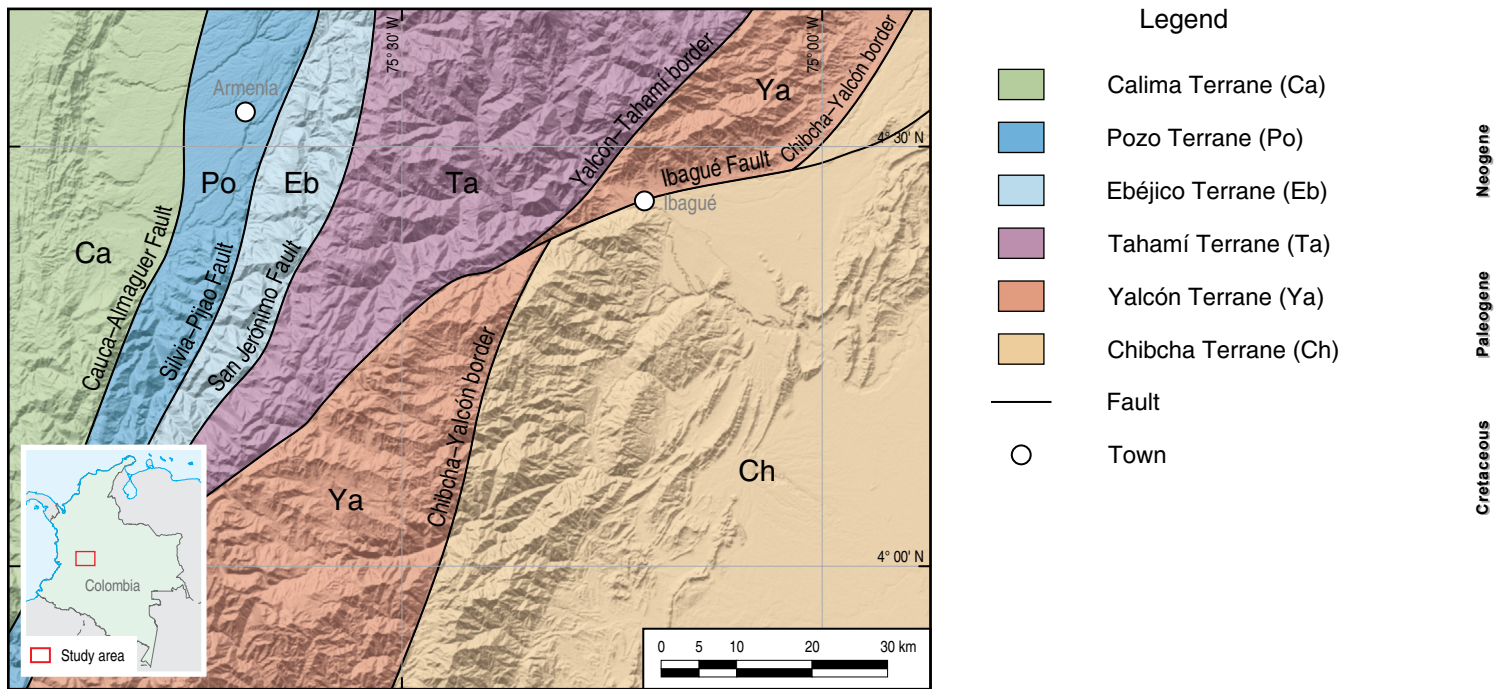 Armenia
75° 30' W
75° 00' W
Yalcón–Tahamí border
Ya
Chibcha–Yalcón border
4° 30' N
Po
Eb
Ta
Ibagué Fault
Ibagué
Ca
Cauca–Almaguer Fault
Silvia–Pijao Fault
San Jerónimo Fault
Chibcha–Yalcón border
Ya
Ch
4° 00' N
Colombia
Study area
0 5 10 20 30 km
Legend
Calima Terrane (Ca)
Pozo Terrane (Po)
Ebéjico Terrane (Eb)
Tahamí Terrane (Ta)
Yalcón Terrane (Ya)
Chibcha Terrane (Ch)
Fault
Town
Neogene
Paleogene
Cretaceous